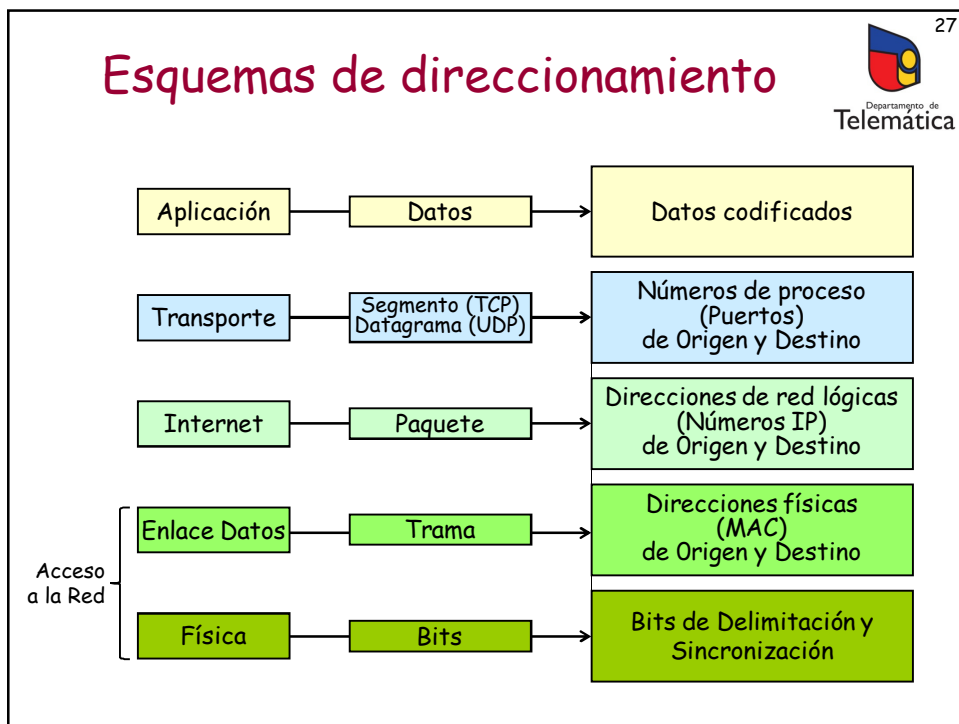 27
Esquemas de direccionamiento
Departamento de
Telemática
Aplicación
Datos
Datos codificados
Transporte
Segmento (TCP)
Datagrama (UDP)
Números de proceso
(Puertos)
de Origen y Destino
Internet
Paquete
Direcciones de red lógicas
(Números IP)
de Origen y Destino
Acceso
a la Red
Enlace Datos
Trama
Direcciones físicas
(MAC)
de Origen y Destino
Física
Bits
Bits de Delimitación y
Sincronización